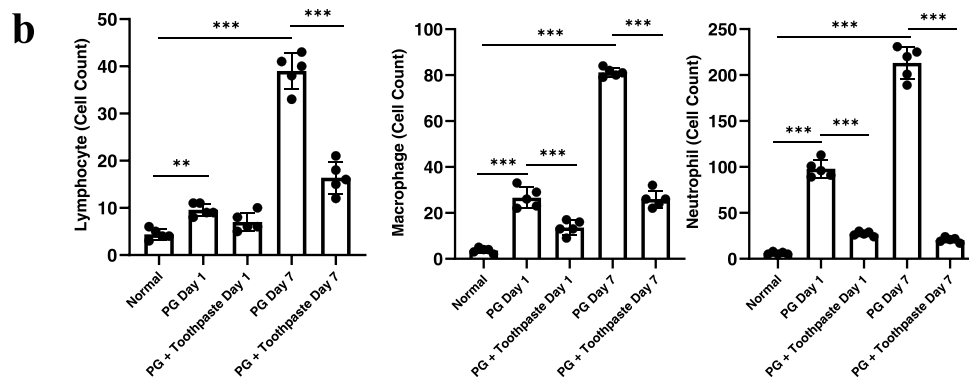 b
Lymphocyte (Cell Count)
50
40
30
20
10
0
**
***
***
Normal
PG Day 1
PG + Toothpaste Day 1
PG Day 7
PG + Toothpaste Day 7
Macrophage (Cell Count)
100
80
60
40
20
0
***
***
***
***
Normal
PG Day 1
PG + Toothpaste Day 1
PG Day 7
PG + Toothpaste Day 7
Neutrophil (Cell Count)
250
200
150
100
50
0
***
***
***
***
Normal
PG Day 1
PG + Toothpaste Day 1
PG Day 7
PG + Toothpaste Day 7